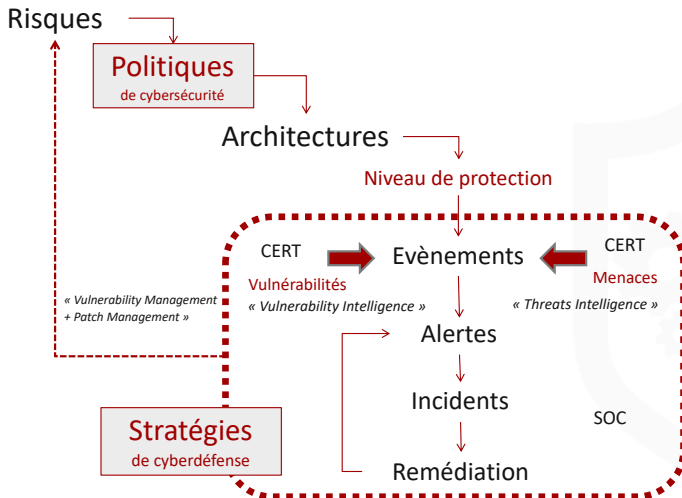 Risques
Politiques
de cybersécurité
Architectures
Niveau de protection
CERT
Evènements
CERT
Vulnérabilités
Menaces
« Vulnerability Management
+ Patch Management »
« Vulnerability Intelligence »
« Threats Intelligence »
Alertes
Incidents
SOC
Stratégies
de cyberdéfense
Remédiation